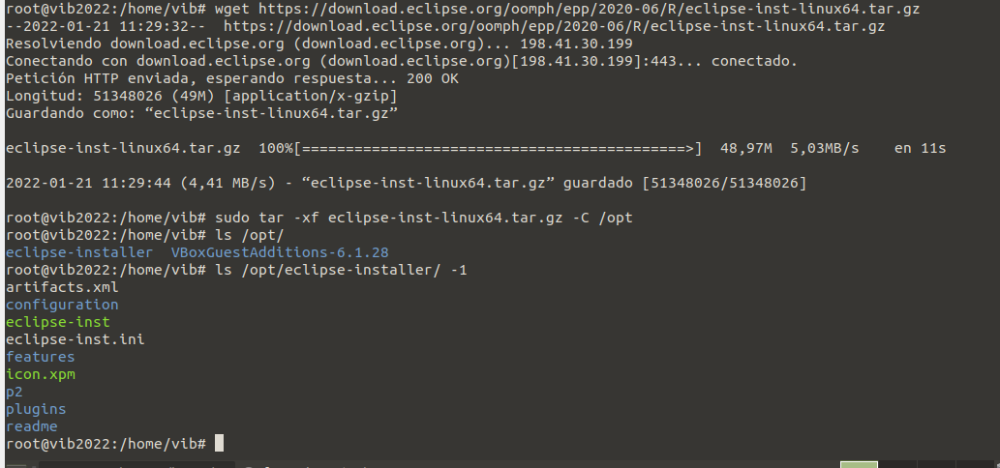 root@vib2022:/home/vib# wget https://download.eclipse.org/oomph/epp/2020-06/R/eclipse-inst-linux64.tar.gz
--2022-01-21 11:29:32--  https://download.eclipse.org/oomph/epp/2020-06/R/eclipse-inst-linux64.tar.gz
Resolviendo download.eclipse.org (download.eclipse.org)... 198.41.30.199
Conectando con download.eclipse.org (download.eclipse.org)[198.41.30.199]:443... conectado.
Petición HTTP enviada, esperando respuesta... 200 OK
Longitud: 51348026 (49M) [application/x-gzip]
Guardando como: “eclipse-inst-linux64.tar.gz”
eclipse-inst-linux64.tar.gz  100%[============================================>]  48,97M  5,03MB/s    en 11s
2022-01-21 11:29:44 (4,41 MB/s) - “eclipse-inst-linux64.tar.gz” guardado [51348026/51348026]
root@vib2022:/home/vib# sudo tar -xf eclipse-inst-linux64.tar.gz -C /opt
root@vib2022:/home/vib# ls /opt/
eclipse-installer  VBoxGuestAdditions-6.1.28
root@vib2022:/home/vib# ls /opt/eclipse-installer/ -1
artifacts.xml
configuration
eclipse-inst
eclipse-inst.ini
features
icon.xpm
p2
plugins
readme
root@vib2022:/home/vib#